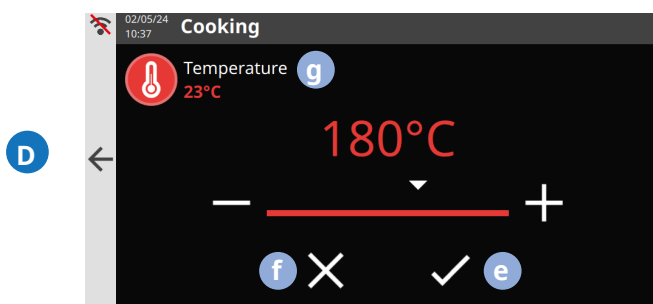 02/05/24
10:37
Cooking
Temperature
g
23°C
D
180°C
f
e